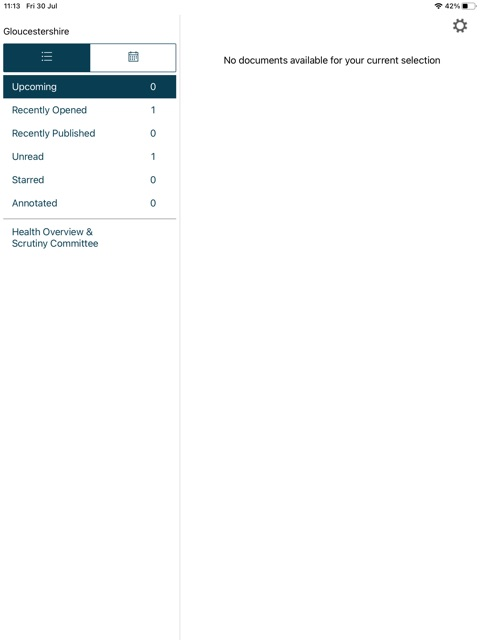 11:13 Fri 30 Jul
42%
Gloucestershire
Upcoming 0
Recently Opened 1
Recently Published 0
Unread 1
Starred 0
Annotated 0
Health Overview &
Scrutiny Committee
No documents available for your current selection